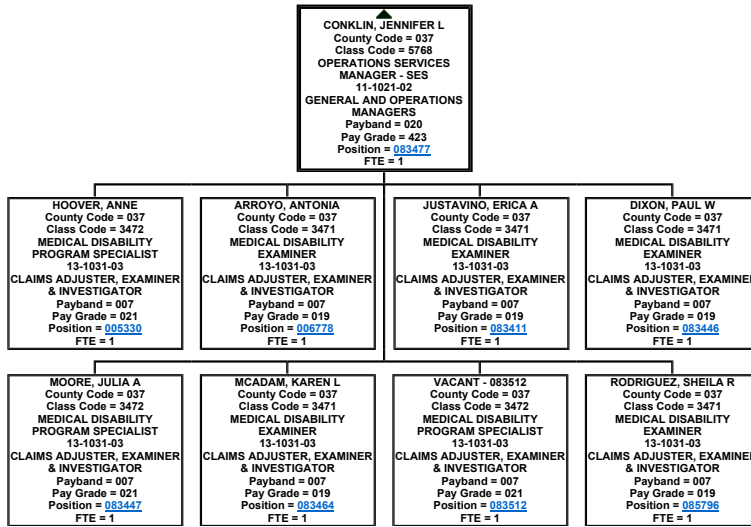 CONKLIN, JENNIFER L
County Code = 037
Class Code = 5768
OPERATIONS SERVICES
MANAGER - SES
11-1021-02
GENERAL AND OPERATIONS
MANAGERS
Payband = 020
Pay Grade = 423
Position = 083477
FTE = 1
HOOVER, ANNE
County Code = 037
Class Code = 3472
MEDICAL DISABILITY
PROGRAM SPECIALIST
13-1031-03
CLAIMS ADJUSTER, EXAMINER
& INVESTIGATOR
Payband = 007
Pay Grade = 021
Position = 005330
FTE = 1
ARROYO, ANTONIA
County Code = 037
Class Code = 3471
MEDICAL DISABILITY
EXAMINER
13-1031-03
CLAIMS ADJUSTER, EXAMINER
& INVESTIGATOR
Payband = 007
Pay Grade = 019
Position = 006778
FTE = 1
JUSTAVINO, ERICA A
County Code = 037
Class Code = 3471
MEDICAL DISABILITY
EXAMINER
13-1031-03
CLAIMS ADJUSTER, EXAMINER
& INVESTIGATOR
Payband = 007
Pay Grade = 019
Position = 083411
FTE = 1
DIXON, PAUL W
County Code = 037
Class Code = 3471
MEDICAL DISABILITY
EXAMINER
13-1031-03
CLAIMS ADJUSTER, EXAMINER
& INVESTIGATOR
Payband = 007
Pay Grade = 019
Position = 083446
FTE = 1
MOORE, JULIA A
County Code = 037
Class Code = 3472
MEDICAL DISABILITY
PROGRAM SPECIALIST
13-1031-03
CLAIMS ADJUSTER, EXAMINER
& INVESTIGATOR
Payband = 007
Pay Grade = 021
Position = 083447
FTE = 1
MCADAM, KAREN L
County Code = 037
Class Code = 3471
MEDICAL DISABILITY
EXAMINER
13-1031-03
CLAIMS ADJUSTER, EXAMINER
& INVESTIGATOR
Payband = 007
Pay Grade = 019
Position = 083464
FTE = 1
VACANT - 083512
County Code = 037
Class Code = 3472
MEDICAL DISABILITY
PROGRAM SPECIALIST
13-1031-03
CLAIMS ADJUSTER, EXAMINER
& INVESTIGATOR
Payband = 007
Pay Grade = 021
Position = 083512
FTE = 1
RODRIGUEZ, SHEILA R
County Code = 037
Class Code = 3471
MEDICAL DISABILITY
EXAMINER
13-1031-03
CLAIMS ADJUSTER, EXAMINER
& INVESTIGATOR
Payband = 007
Pay Grade = 019
Position = 085796
FTE = 1